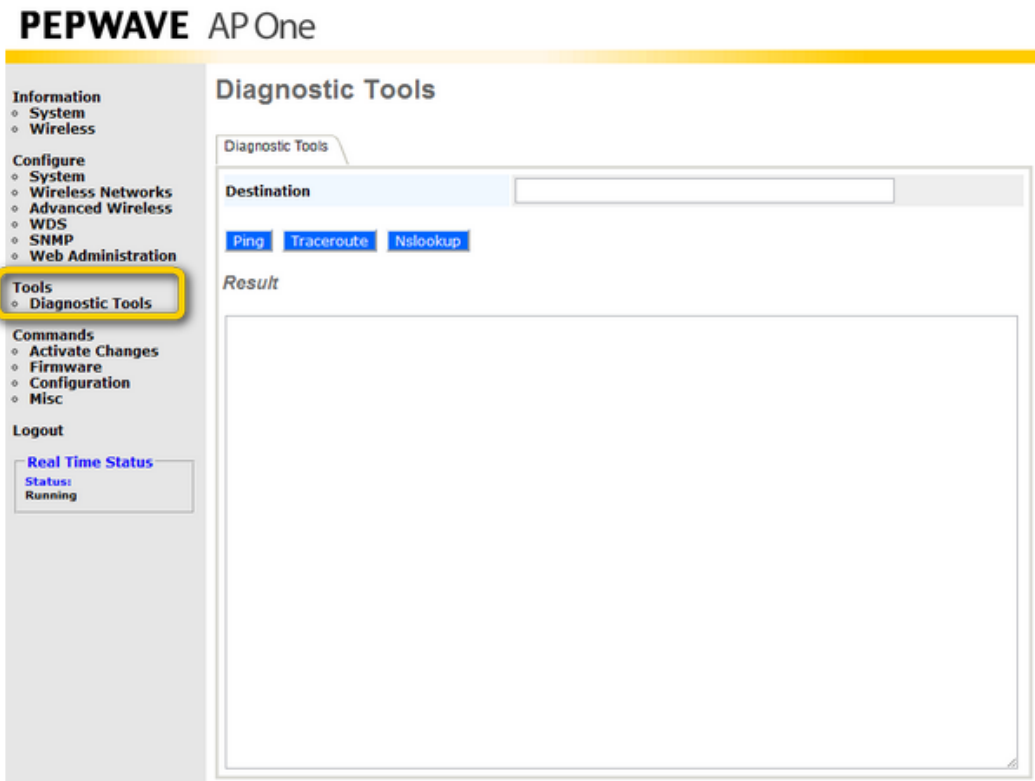 PEPWAVE AP One
Information
System
Wireless
Configure
System
Wireless Networks
Advanced Wireless
WDS
SNMP
Web Administration
Tools
Diagnostic Tools
Commands
Activate Changes
Firmware
Configuration
Misc
Logout
Real Time Status
Status:
Running
Diagnostic Tools
Diagnostic Tools
Destination
Ping Traceroute Nslookup
Result